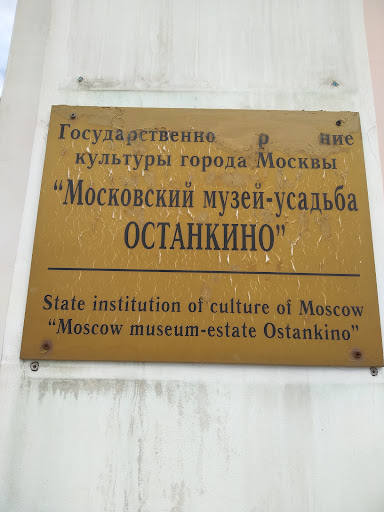 Государственно р ние
культуры города Москвы
“Московский музей-усадьба
ОСТАНКИНО”
State institution of culture of Moscow
“Moscow museum-estate Ostankino”